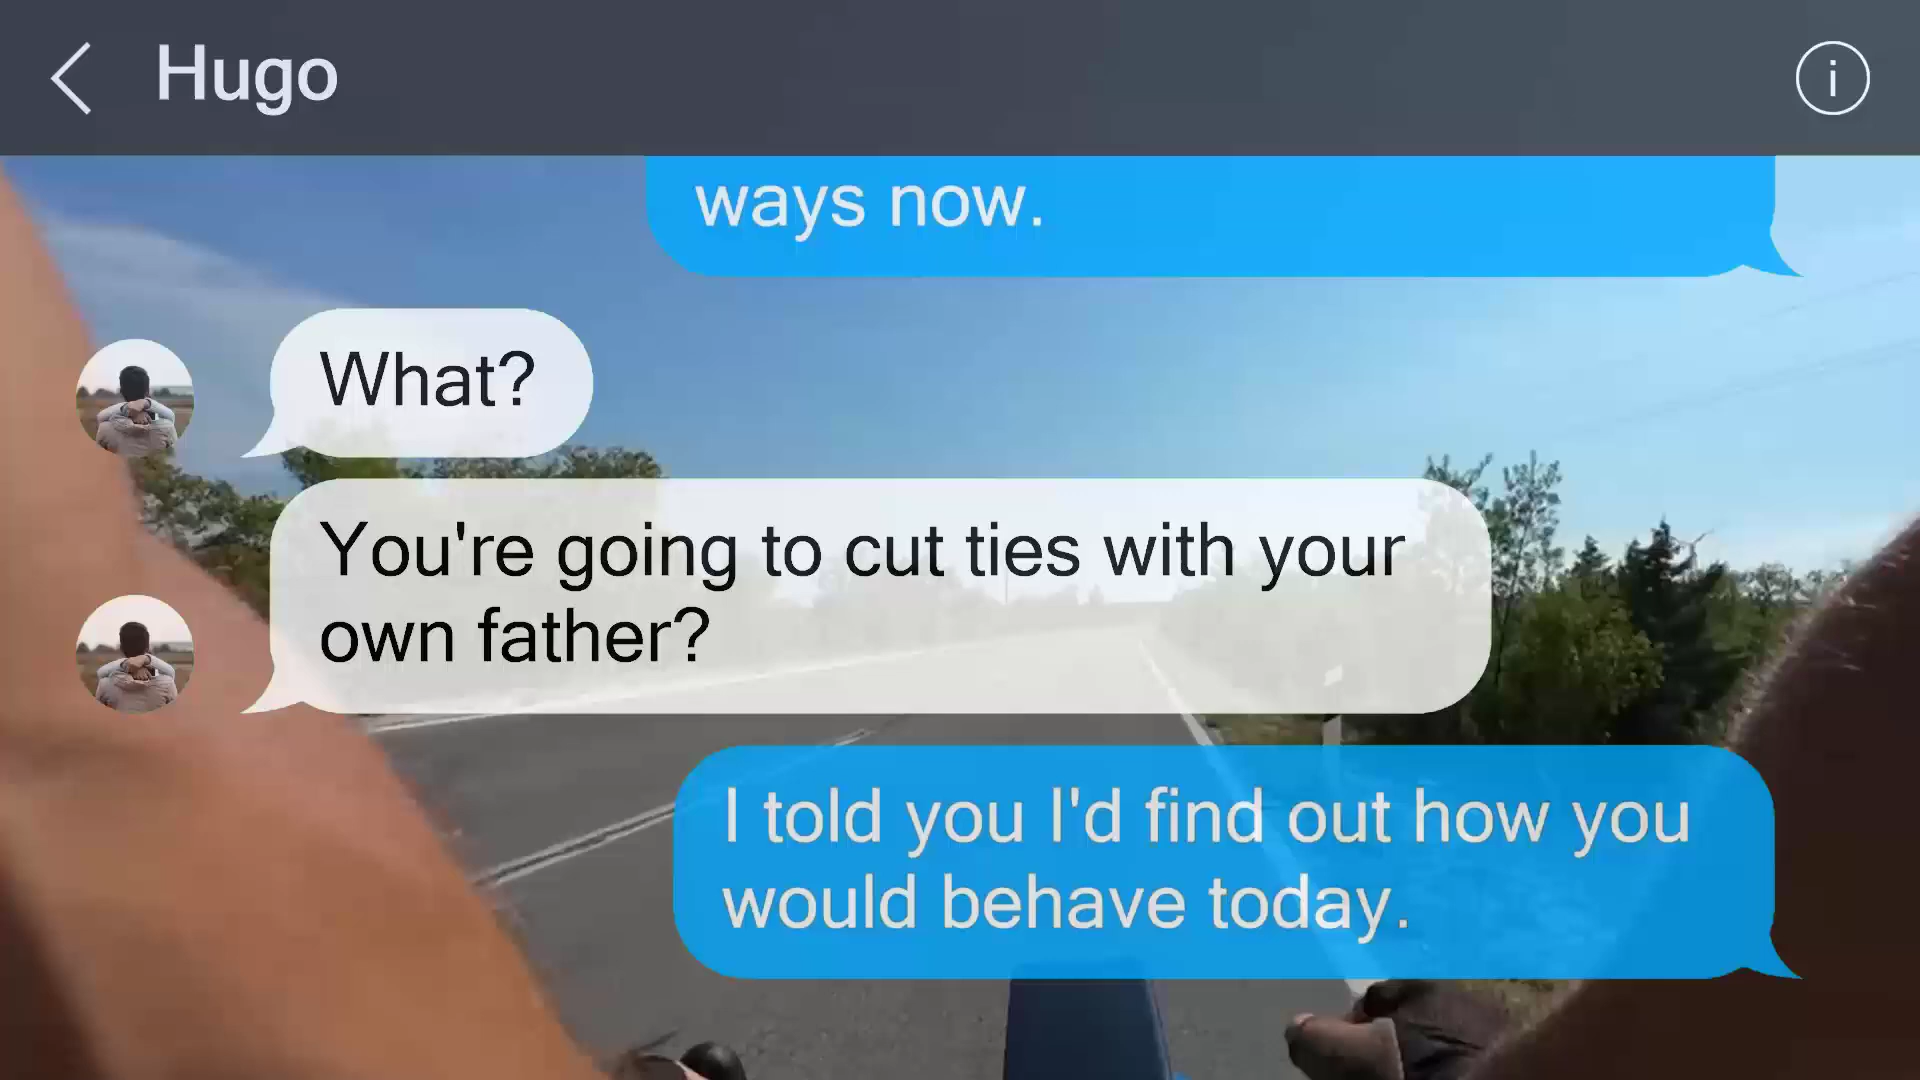 Hugo
ways now.
What?
You're going to cut ties with your
own father?
I told you I'd find out how you
would behave today.